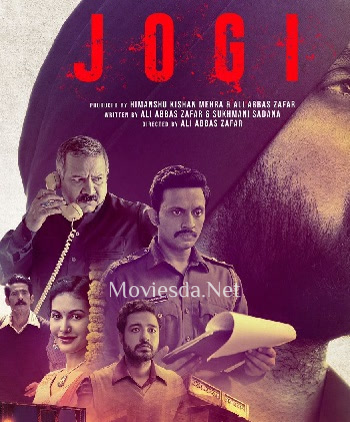 JOGI
PRODUCED BY HIMANSHU KISHAN MEHRA & ALI ABBAS ZAFAR
WRITTEN BY ALI ABBAS ZAFAR & SUKHMANI SADANA
DIRECTED BY ALI ABBAS ZAFAR
Moviesda.Net